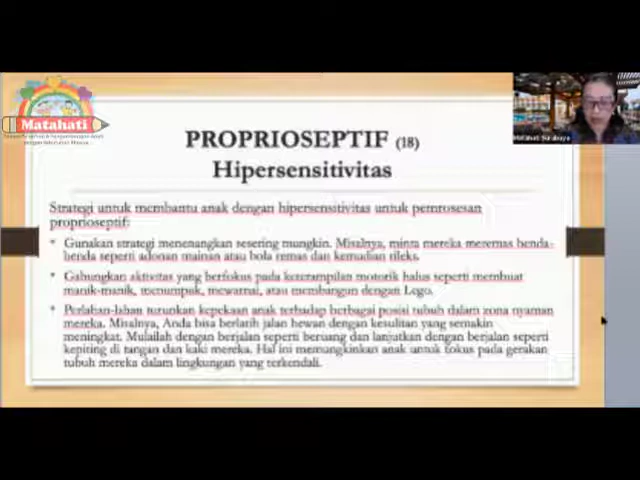 Matahati
Matahati Surabaya
PROPRIOSEPTIF (18)
Hipersensitivitas
Strategi untuk membantu anak dengan hipersensitivitas untuk pemrosesan
proprioseptif:
• Gunakan strategi menenangkan sesering mungkin. Misalnya, minta mereka meremas benda-
benda seperti adonan mainan atau bola remas dan kemudian rileks.
• Gabungkan aktivitas yang berfokus pada keterampilan motorik halus seperti membuat
manik-manik, menumpuk, mewarnai, atau membangun dengan Lego.
• Perlahan-lahan turunkan kepekaan anak terhadap berbagai posisi tubuh dalam zona nyaman
mereka. Misalnya, Anda bisa berlatih jalan hewan dengan kesulitan yang semakin
meningkat. Mulailah dengan berjalan seperti beruang dan lanjutkan dengan berjalan seperti
kepiting di tangan dan kaki mereka. Hal ini memungkinkan anak untuk fokus pada gerakan
tubuh mereka dalam lingkungan yang terkendali.